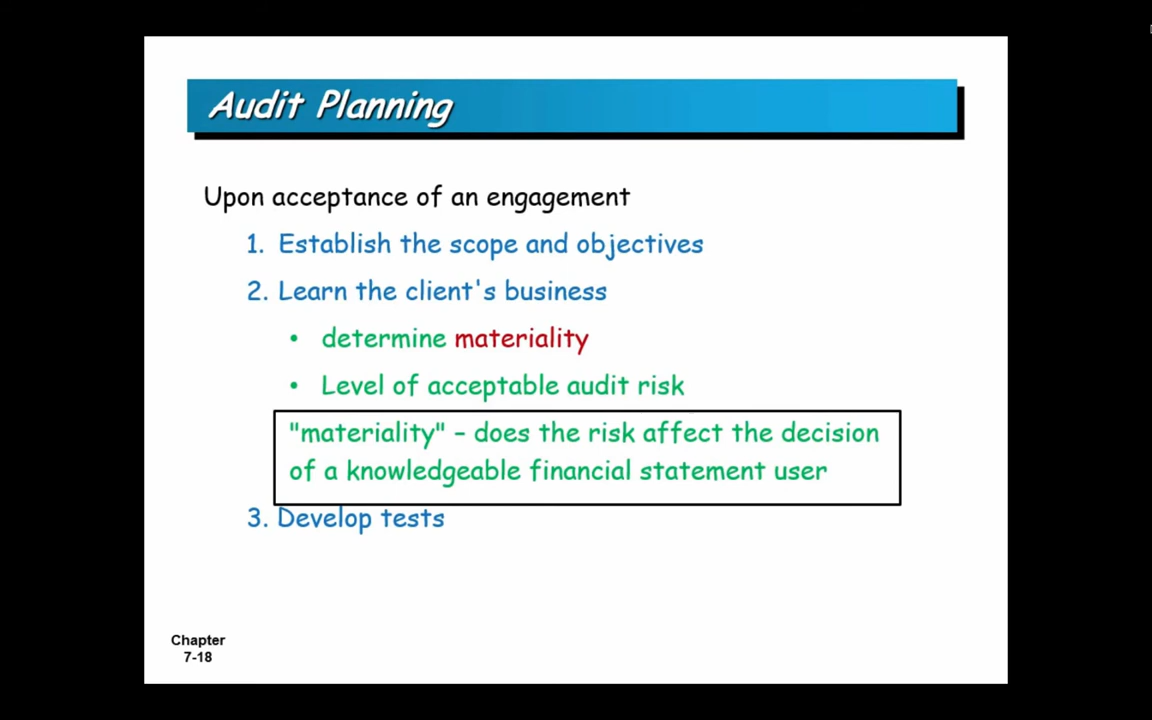 Audit Planning
Upon acceptance of an engagement
1. Establish the scope and objectives
2. Learn the client's business
• determine materiality
• Level of acceptable audit risk
"materiality" – does the risk affect the decision
of a knowledgeable financial statement user
3. Develop tests
Chapter
7-18